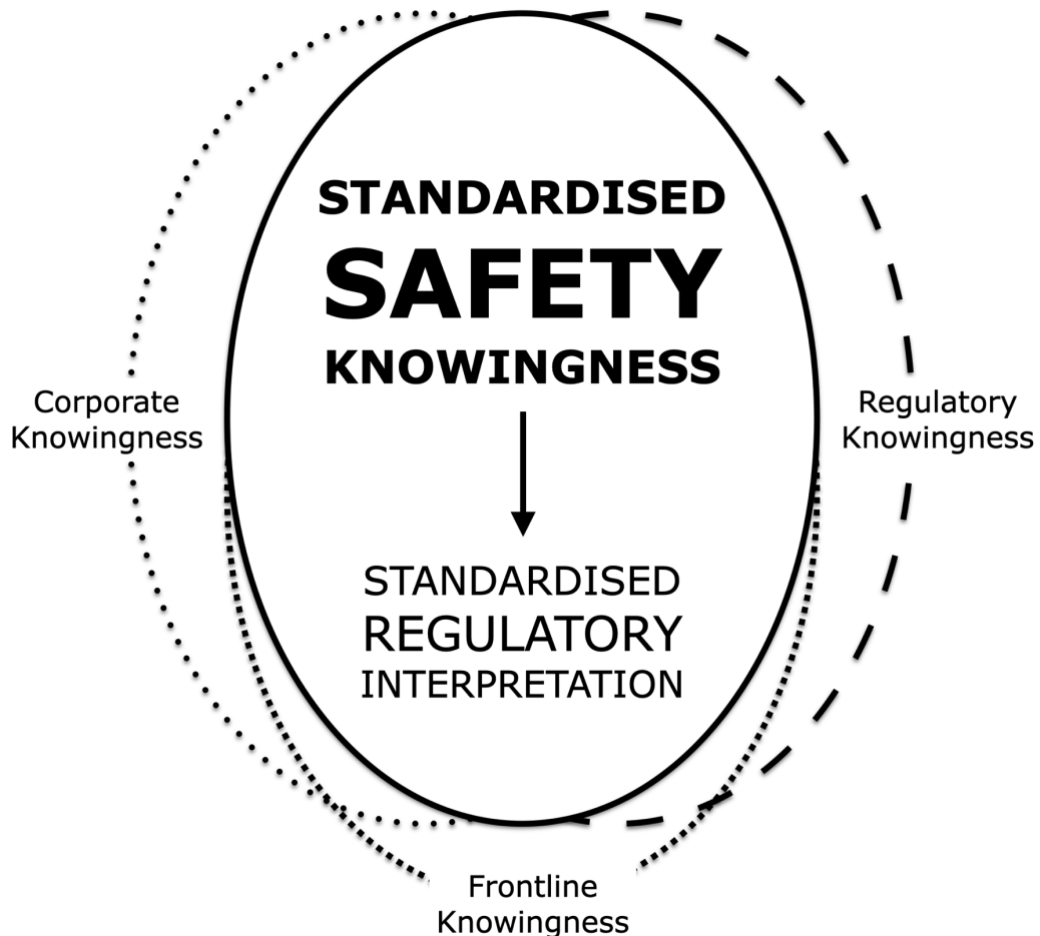 STANDARDISED
SAFETY
KNOWINGNESS
Corporate
Knowingness
Regulatory
Knowingness
STANDARDISED
REGULATORY
INTERPRETATION
Frontline
Knowingness